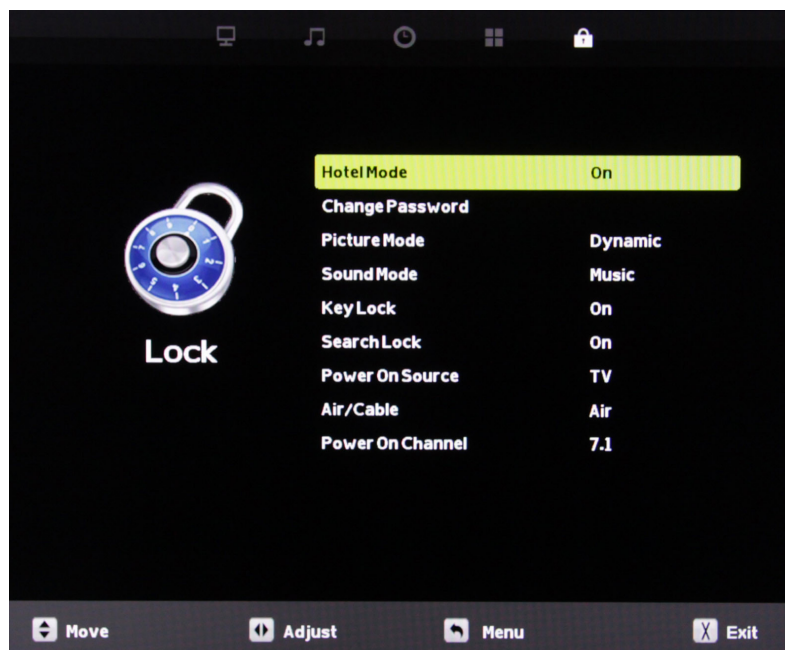 Hotel Mode On
Change Password
Picture Mode Dynamic
Sound Mode Music
Key Lock On
Search Lock On
Power On Source TV
Air/Cable Air
Power On Channel 7.1
Lock
Move Adjust Menu X Exit